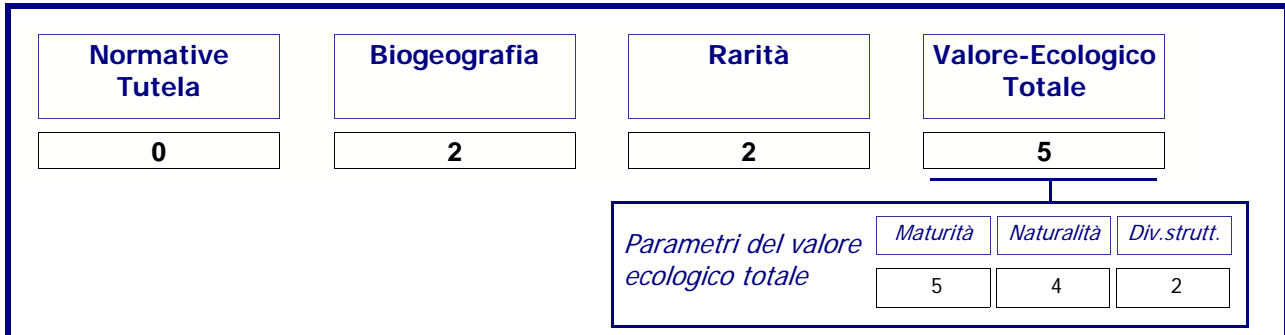 Normative Tutela
Biogeografia
Rarità
Valore-Ecologico Totale
0
2
2
5
Parametri del valore ecologico totale
Maturità
Naturalità
Div.strutt.
5
4
2